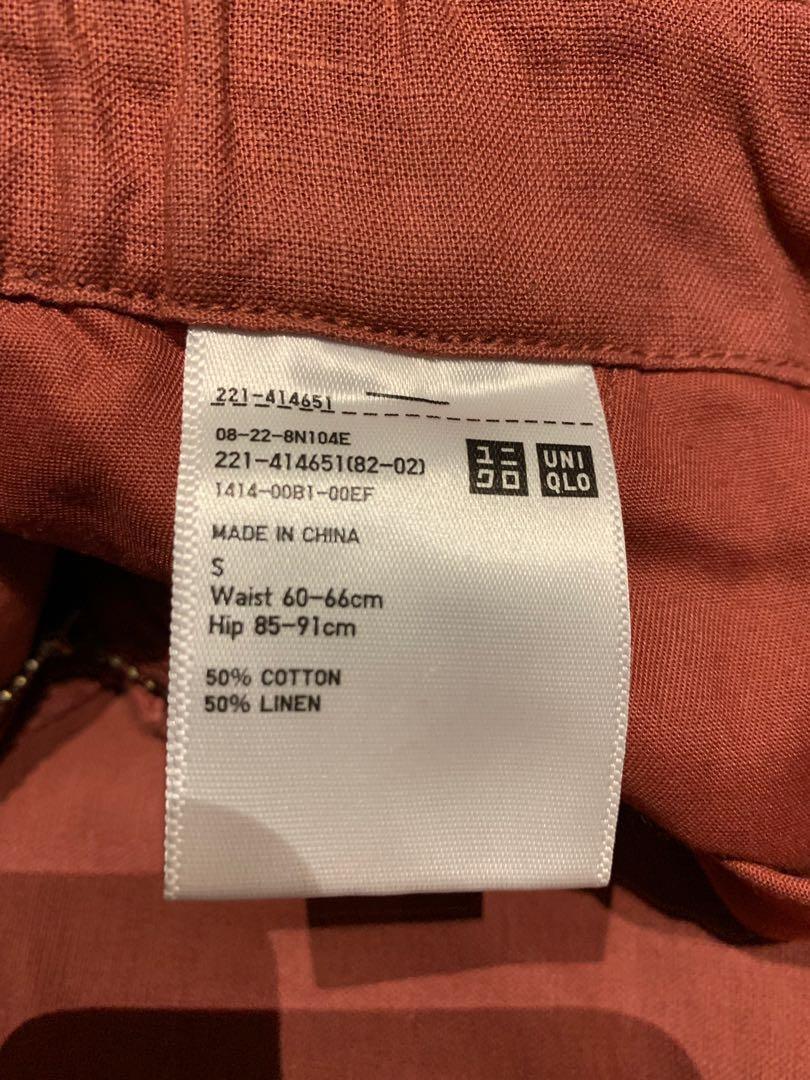 221-414651
08-22-8N104E
221-414651(82-02)
1414-00B1-00EF
ユニ
クロ
UNI
QLO
MADE IN CHINA
S
Waist 60-66cm
Hip 85-91cm
50% COTTON
50% LINEN